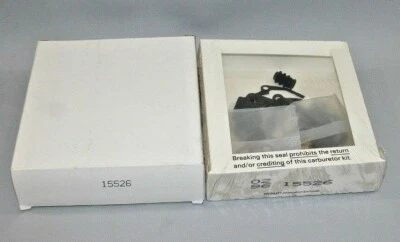 15526
Breaking this seal prohibits the return
and/or crediting of this carburetor kit.
15526